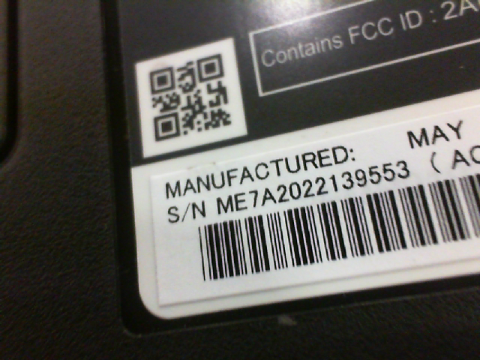 Contains FCC ID : 2A
MANUFACTURED: MAY
S/N ME7A2022139553 ( AC